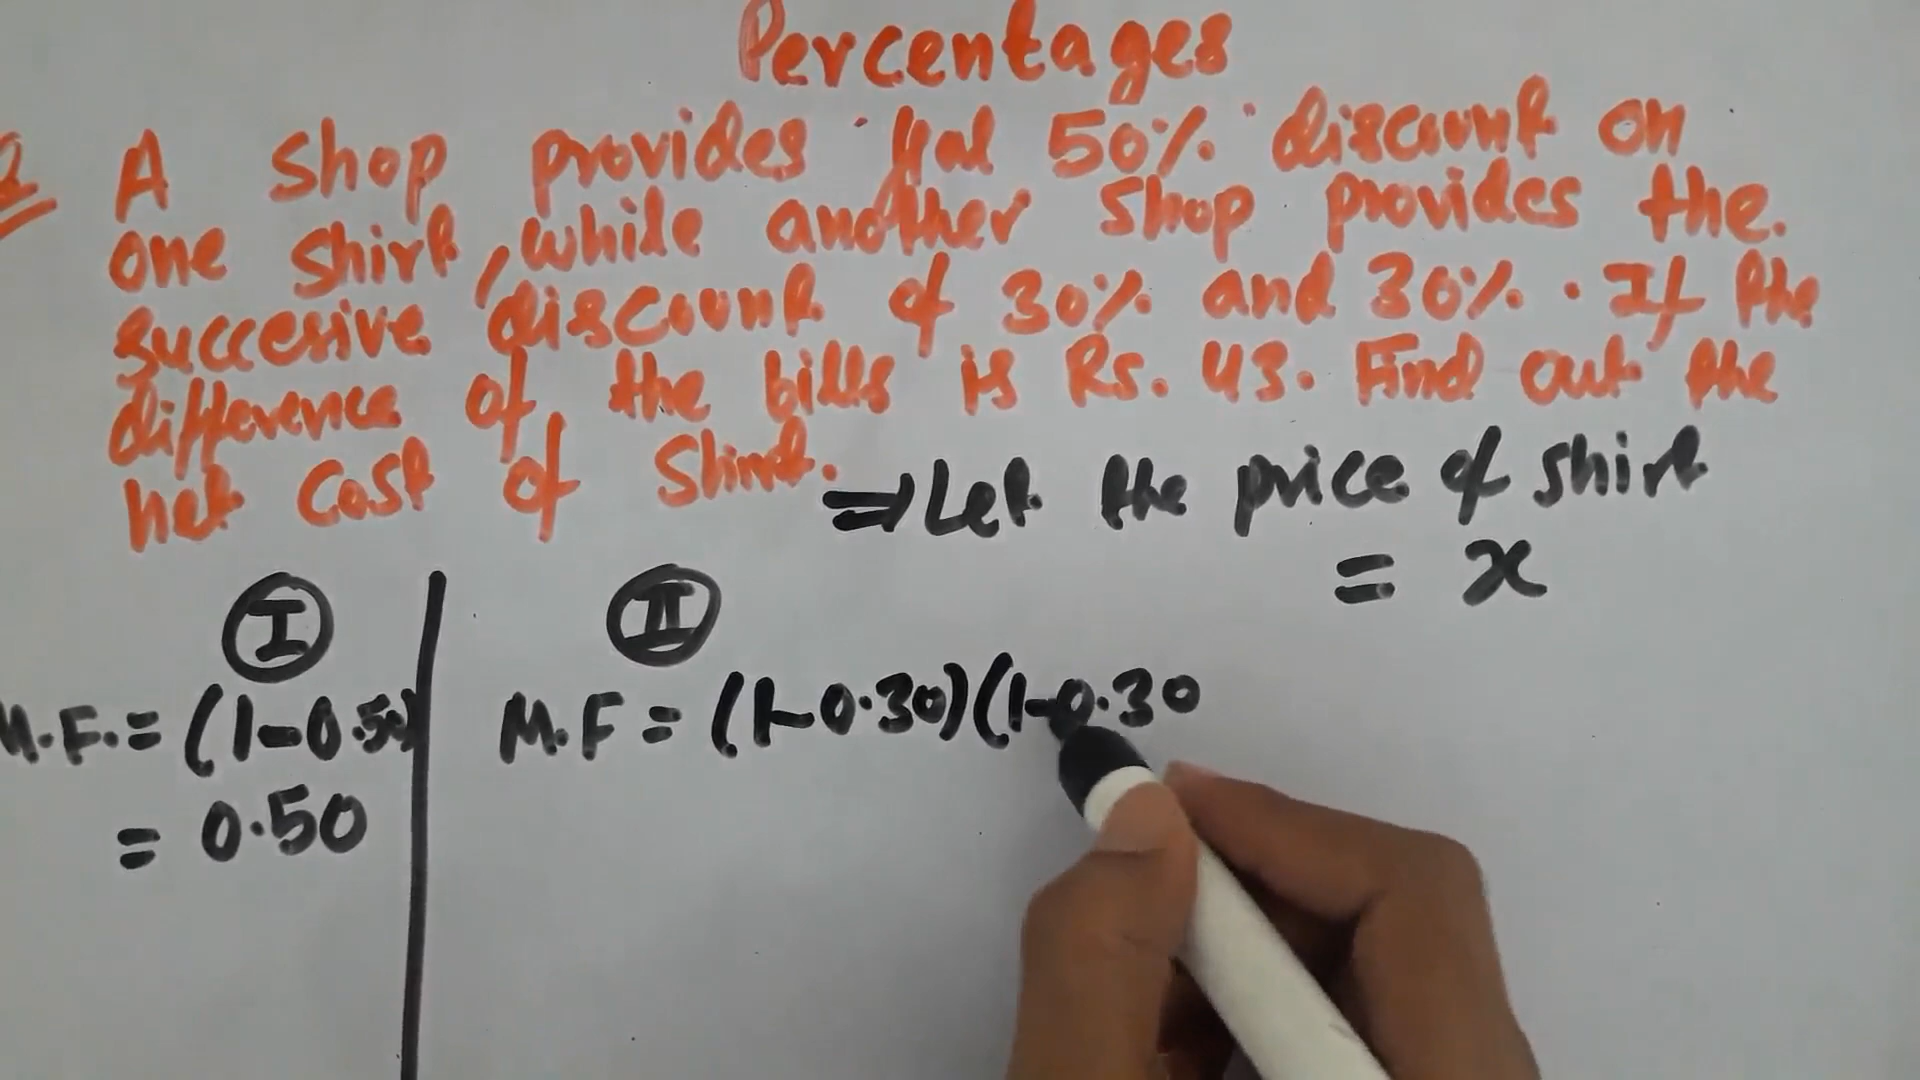 Percentages
Q A Shop provides flat 50% discount on
one shirt, while another shop provides the
succesive discount of 30% and 30%. If the
difference of the bills is Rs. 43. Find out the
net Cost of Shirt.
⇒ Let the price of shirt
= x
I
II
M.F. = (1-0.50)
M.F = (1-0.30)(1-0.30
= 0.50